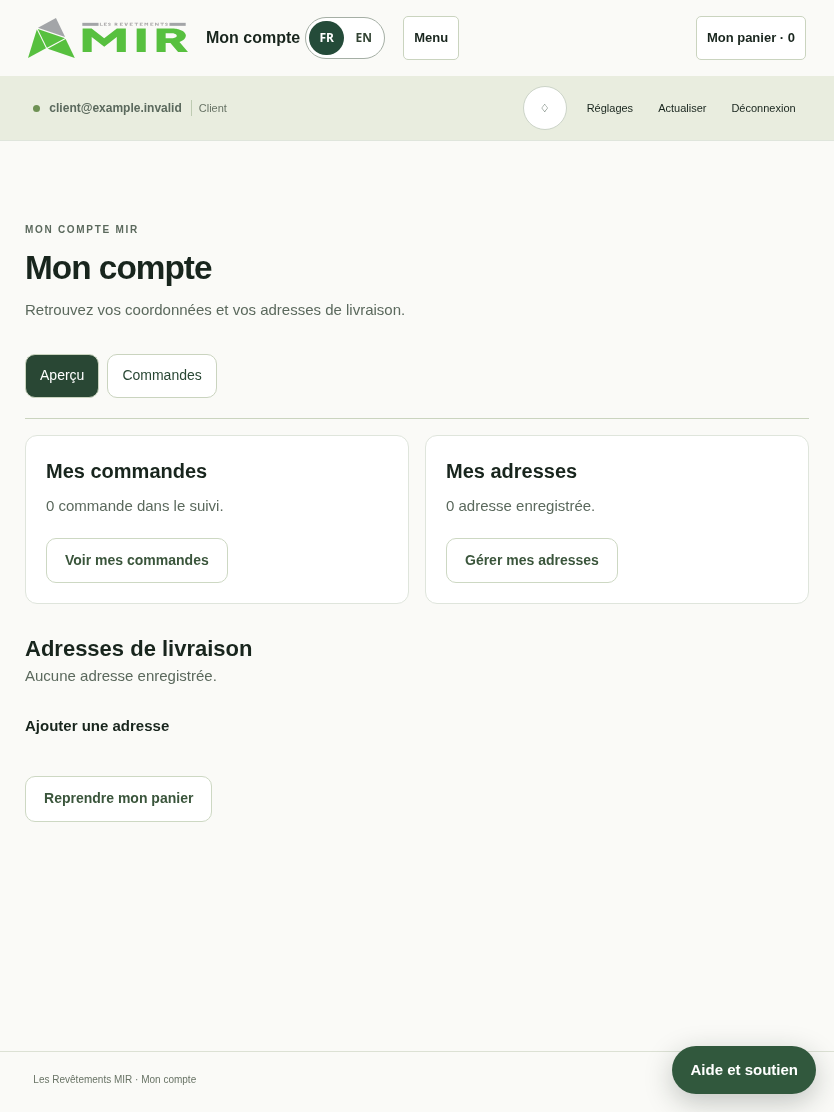 LES REVÊTEMENTS
MIR
Mon compte
FR
EN
Menu
Mon panier · 0
client@example.invalid
Client
Réglages
Actualiser
Déconnexion
MON COMPTE MIR
Mon compte
Retrouvez vos coordonnées et vos adresses de livraison.
Aperçu
Commandes
Mes commandes
0 commande dans le suivi.
Voir mes commandes
Mes adresses
0 adresse enregistrée.
Gérer mes adresses
Adresses de livraison
Aucune adresse enregistrée.
Ajouter une adresse
Reprendre mon panier
Les Revêtements MIR · Mon compte
Aide et soutien